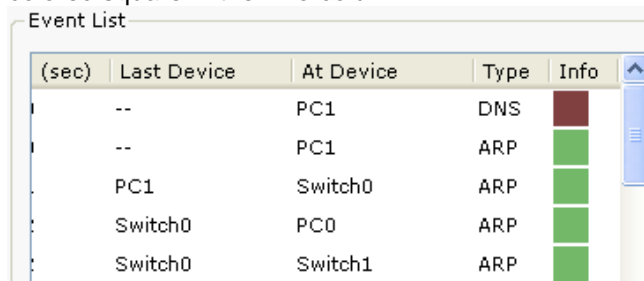 Event List
(sec) Last Device At Device Type Info
-- PC1 DNS
-- PC1 ARP
PC1 Switch0 ARP
Switch0 PC0 ARP
Switch0 Switch1 ARP